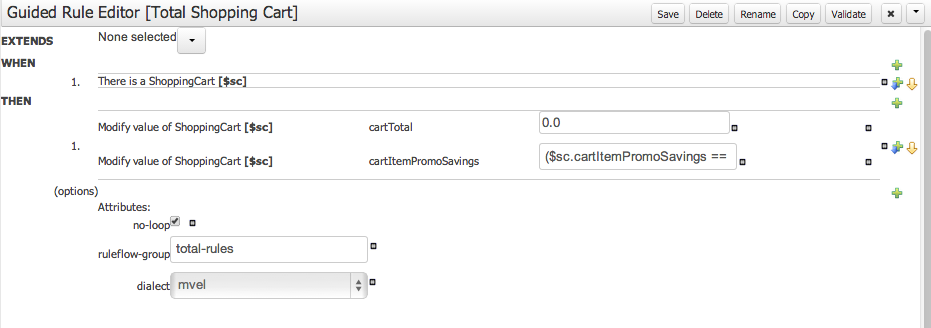 Guided Rule Editor [Total Shopping Cart] Save Delete Rename Copy Validate
EXTENDS None selected
WHEN
1. There is a ShoppingCart [$sc]
THEN
Modify value of ShoppingCart [$sc] cartTotal 0.0
1.
Modify value of ShoppingCart [$sc] cartItemPromoSavings ($sc.cartItemPromoSavings ==
(options)
Attributes:
no-loop
ruleflow-group total-rules
dialect mvel